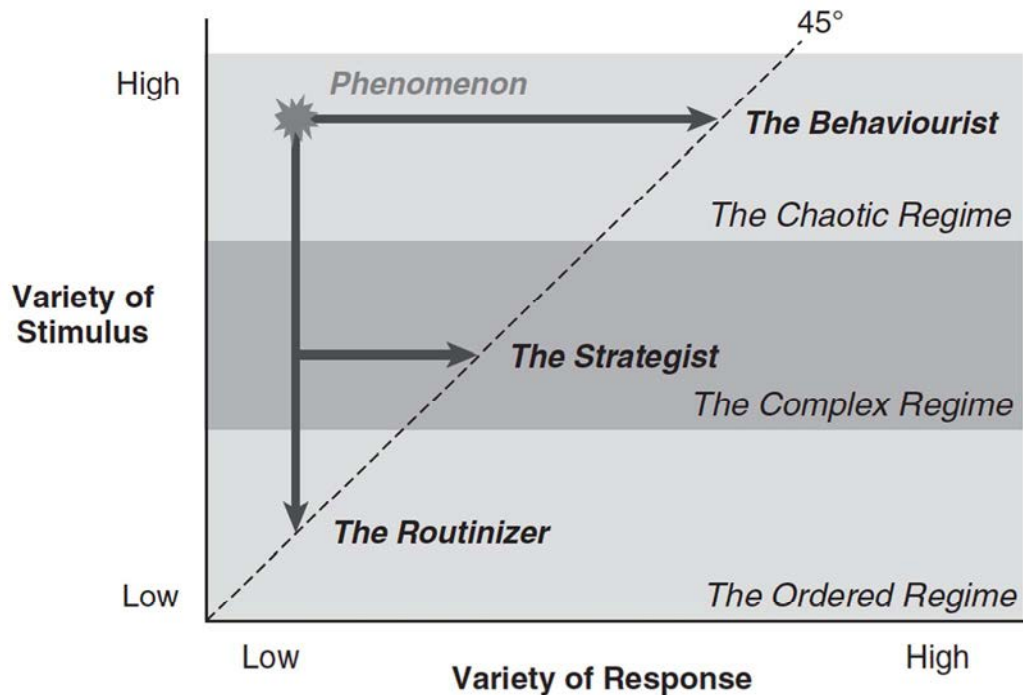 45°
High
Phenomenon
The Behaviourist
The Chaotic Regime
Variety of
Stimulus
The Strategist
The Complex Regime
The Routinizer
Low
The Ordered Regime
Low
High
Variety of Response